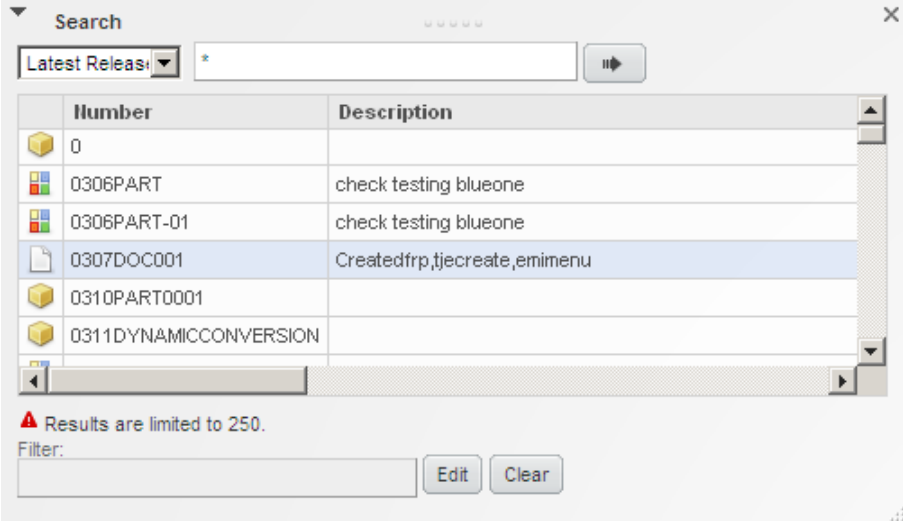 Search
Latest Releas
*
Number Description
0
0306PART check testing blueone
0306PART-01 check testing blueone
0307DOC001 Createdfrp,tjecreate,emimenu
0310PART0001
0311DYNAMICCONVERSION
Results are limited to 250.
Filter:
Edit Clear